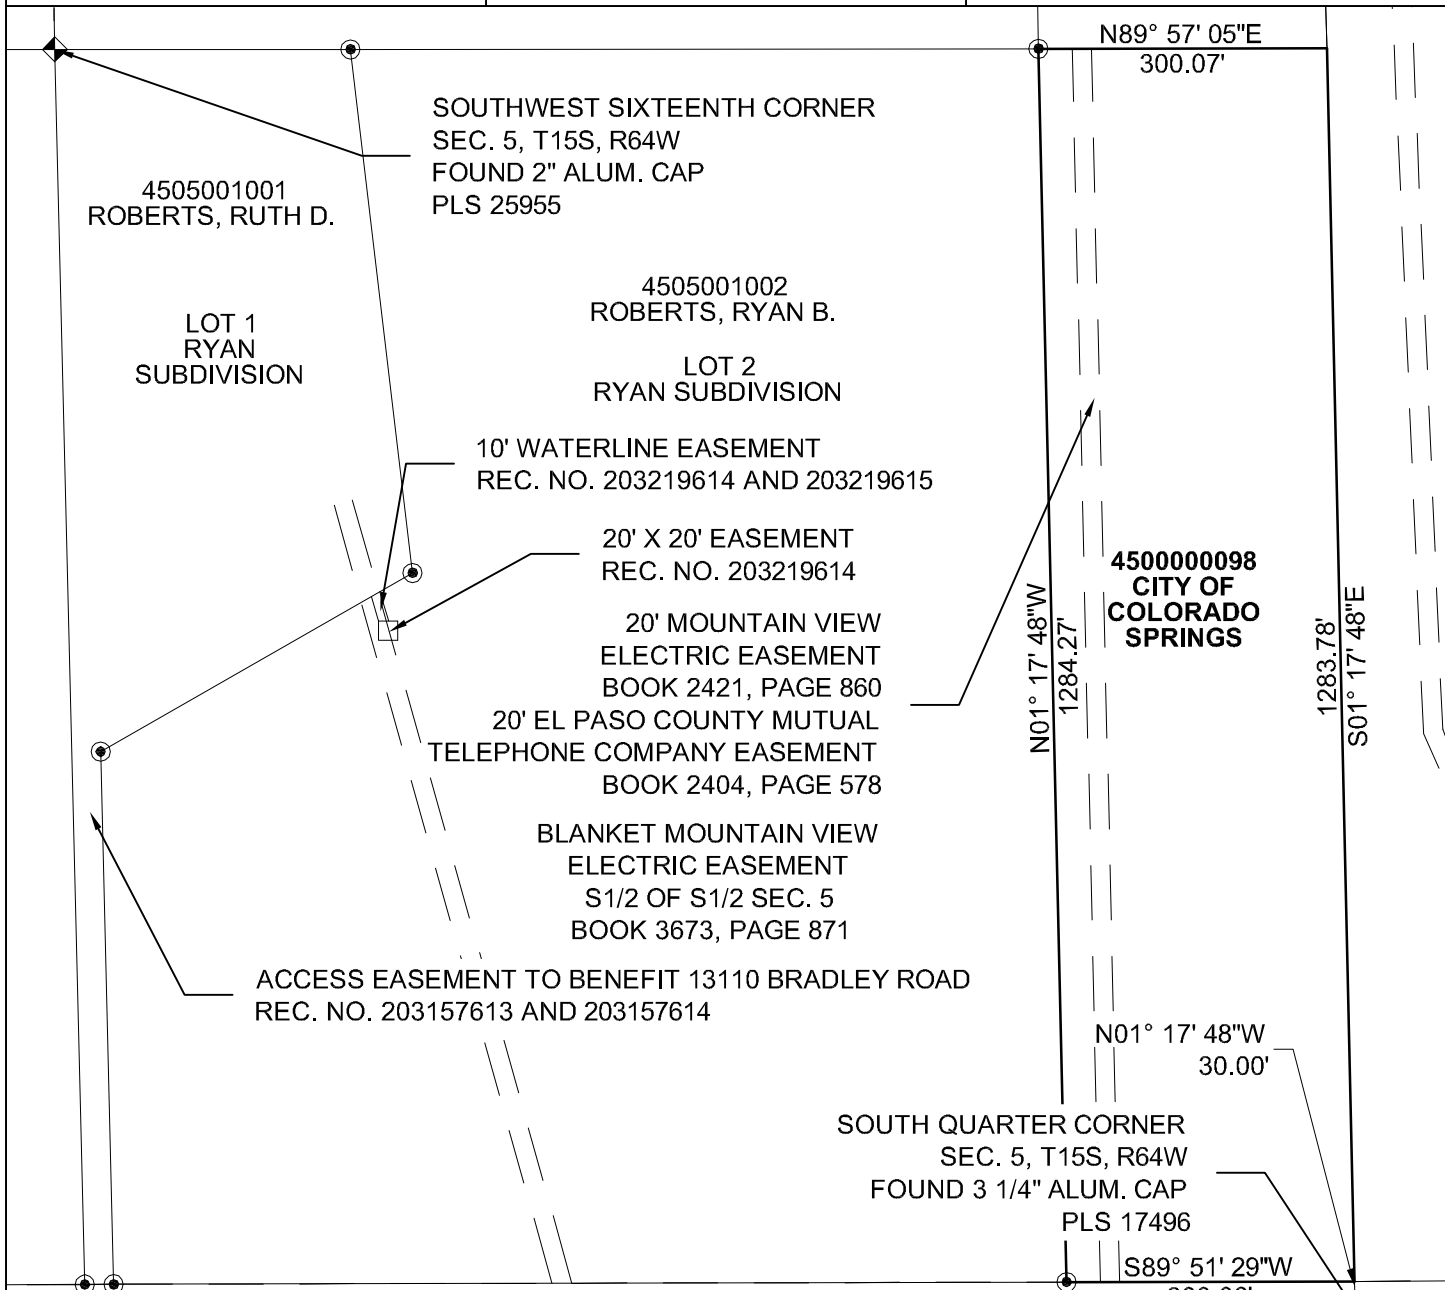 N89° 57' 05"E
300.07'
SOUTHWEST SIXTEENTH CORNER
SEC. 5, T15S, R64W
FOUND 2" ALUM. CAP
PLS 25955
4505001001
ROBERTS, RUTH D.
4505001002
ROBERTS, RYAN B.
LOT 1
RYAN
SUBDIVISION
LOT 2
RYAN SUBDIVISION
10' WATERLINE EASEMENT
REC. NO. 203219614 AND 203219615
20' X 20' EASEMENT
REC. NO. 203219614
4500000098
CITY OF
COLORADO
SPRINGS
N01° 17' 48"W
1284.27'
1283.78'
S01° 17' 48"E
20' MOUNTAIN VIEW
ELECTRIC EASEMENT
BOOK 2421, PAGE 860
20' EL PASO COUNTY MUTUAL
TELEPHONE COMPANY EASEMENT
BOOK 2404, PAGE 578
BLANKET MOUNTAIN VIEW
ELECTRIC EASEMENT
S1/2 OF S1/2 SEC. 5
BOOK 3673, PAGE 871
ACCESS EASEMENT TO BENEFIT 13110 BRADLEY ROAD
REC. NO. 203157613 AND 203157614
N01° 17' 48"W
30.00'
SOUTH QUARTER CORNER
SEC. 5, T15S, R64W
FOUND 3 1/4" ALUM. CAP
PLS 17496
S89° 51' 29"W